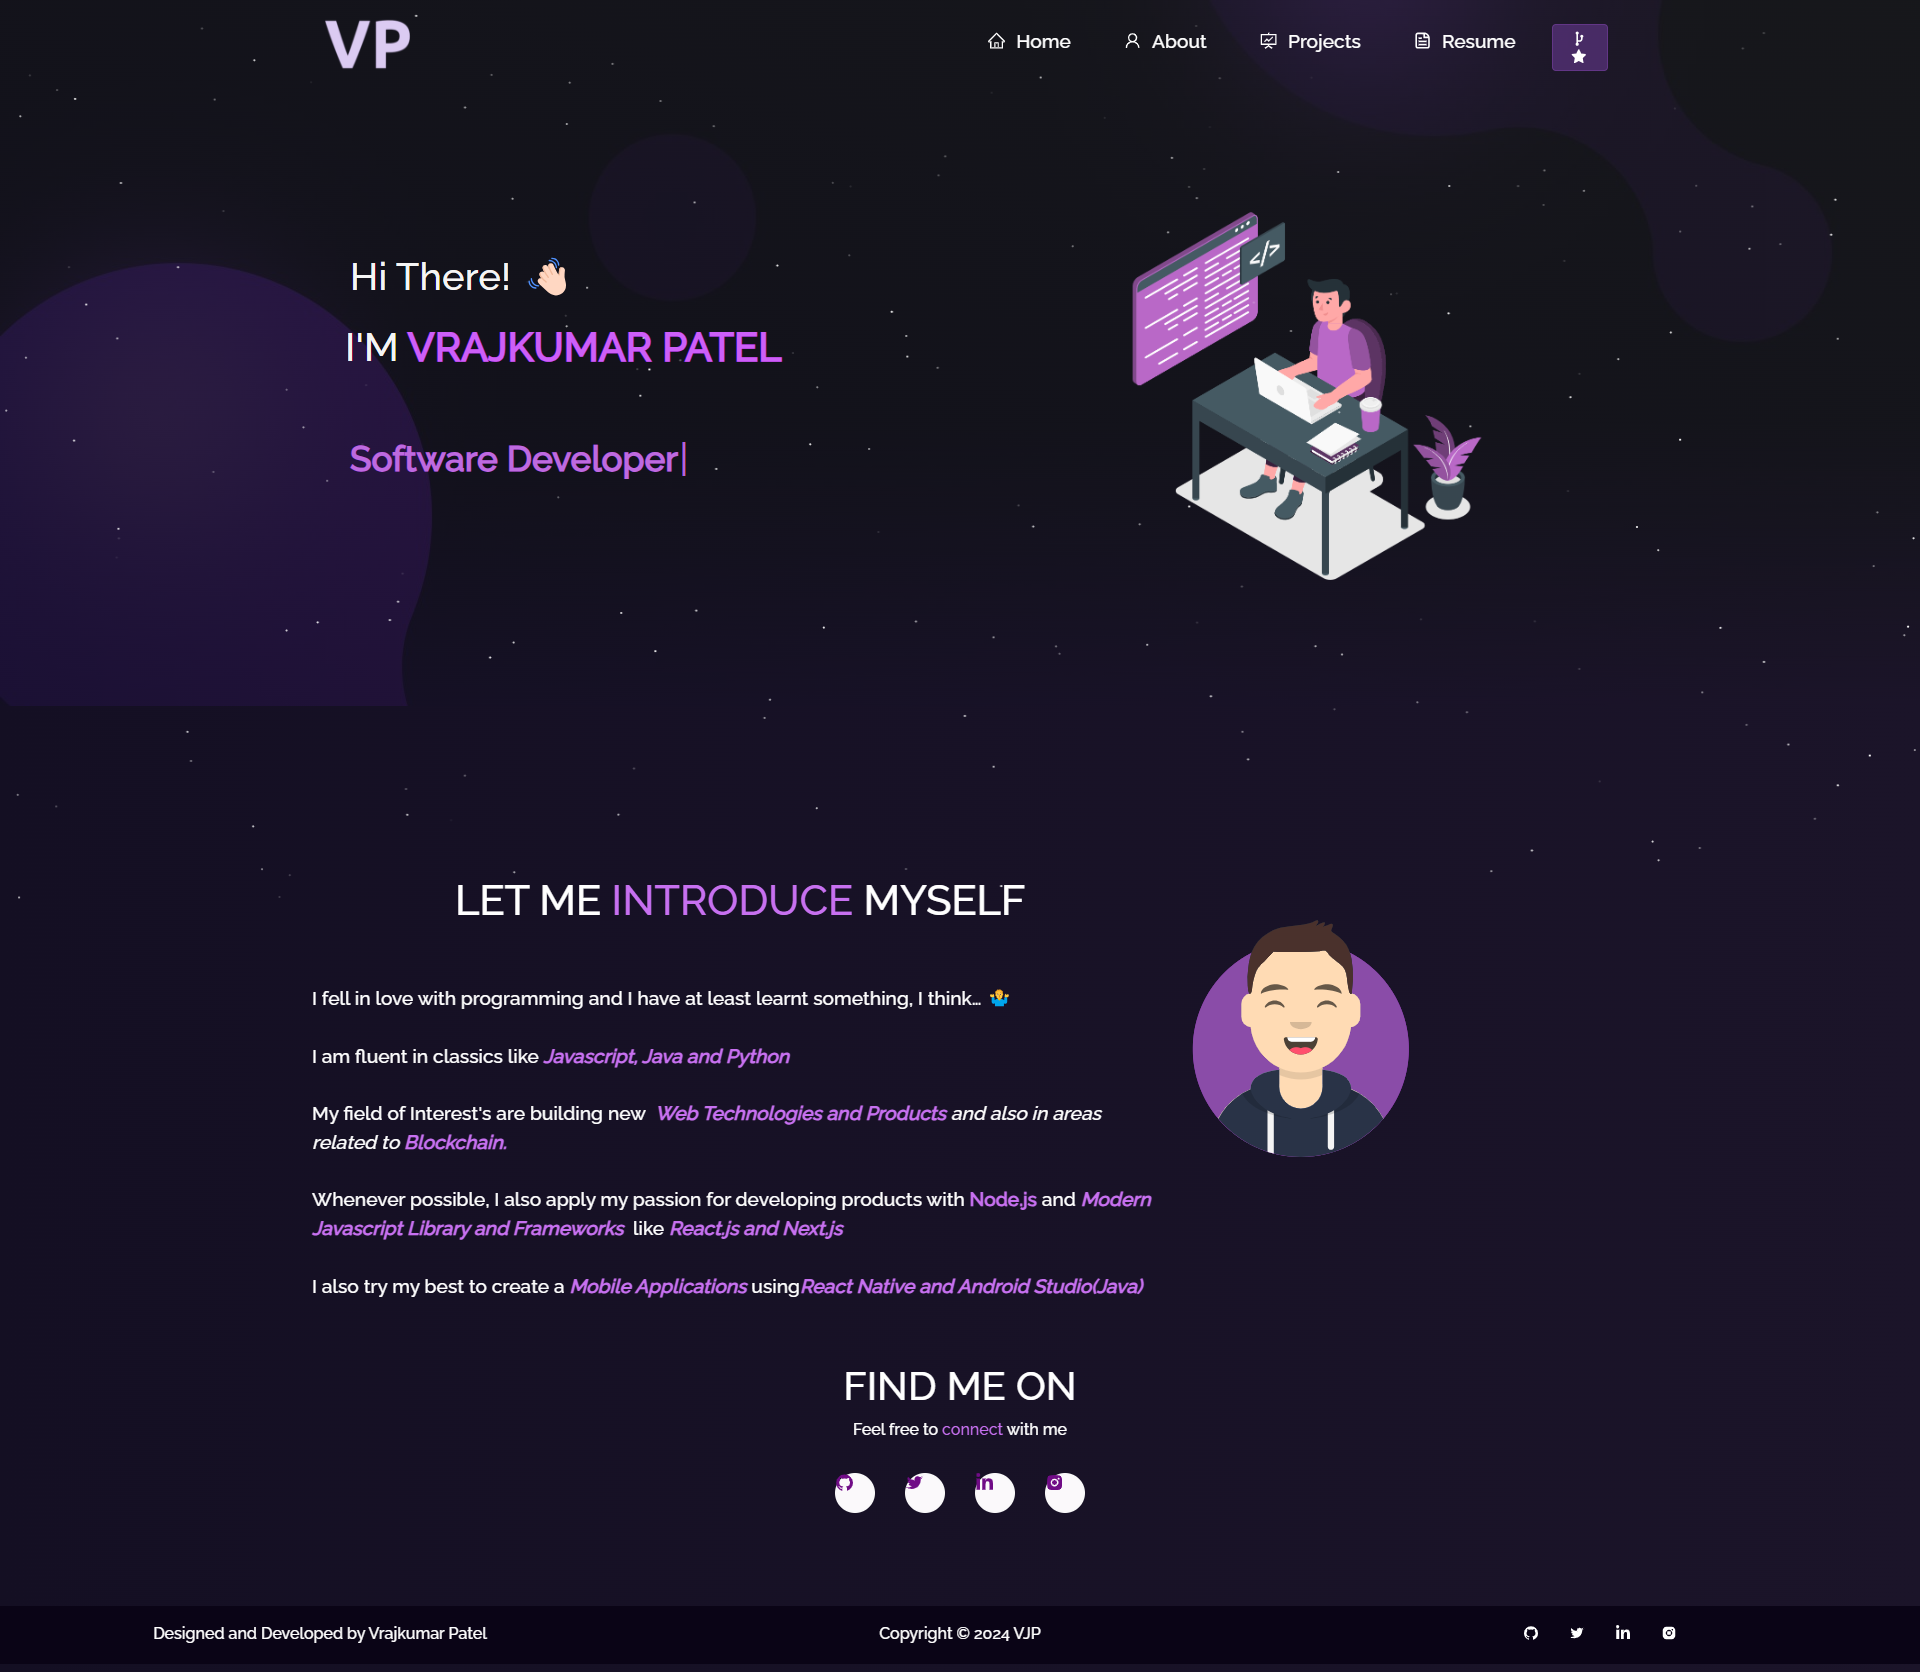 VP
Home
About
Projects
Resume
Hi There! 👋🏻
I'M VRAJKUMAR PATEL
</>
Software Developer|
LET ME INTRODUCE MYSELF
I fell in love with programming and I have at least learnt something, I think… 🤷‍♂️
I am fluent in classics like Javascript, Java and Python
My field of Interest's are building new Web Technologies and Products and also in areas
related to Blockchain.
Whenever possible, I also apply my passion for developing products with Node.js and Modern
Javascript Library and Frameworks like React.js and Next.js
I also try my best to create a Mobile Applications usingReact Native and Android Studio(Java)
FIND ME ON
Feel free to connect with me
Designed and Developed by Vrajkumar Patel
Copyright © 2024 VJP